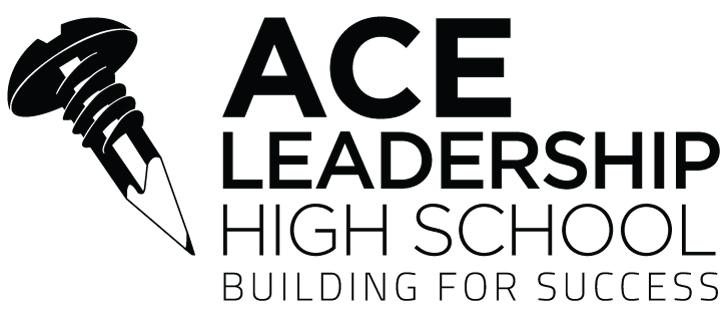 ACE
LEADERSHIP
HIGH SCHOOL
BUILDING FOR SUCCESS